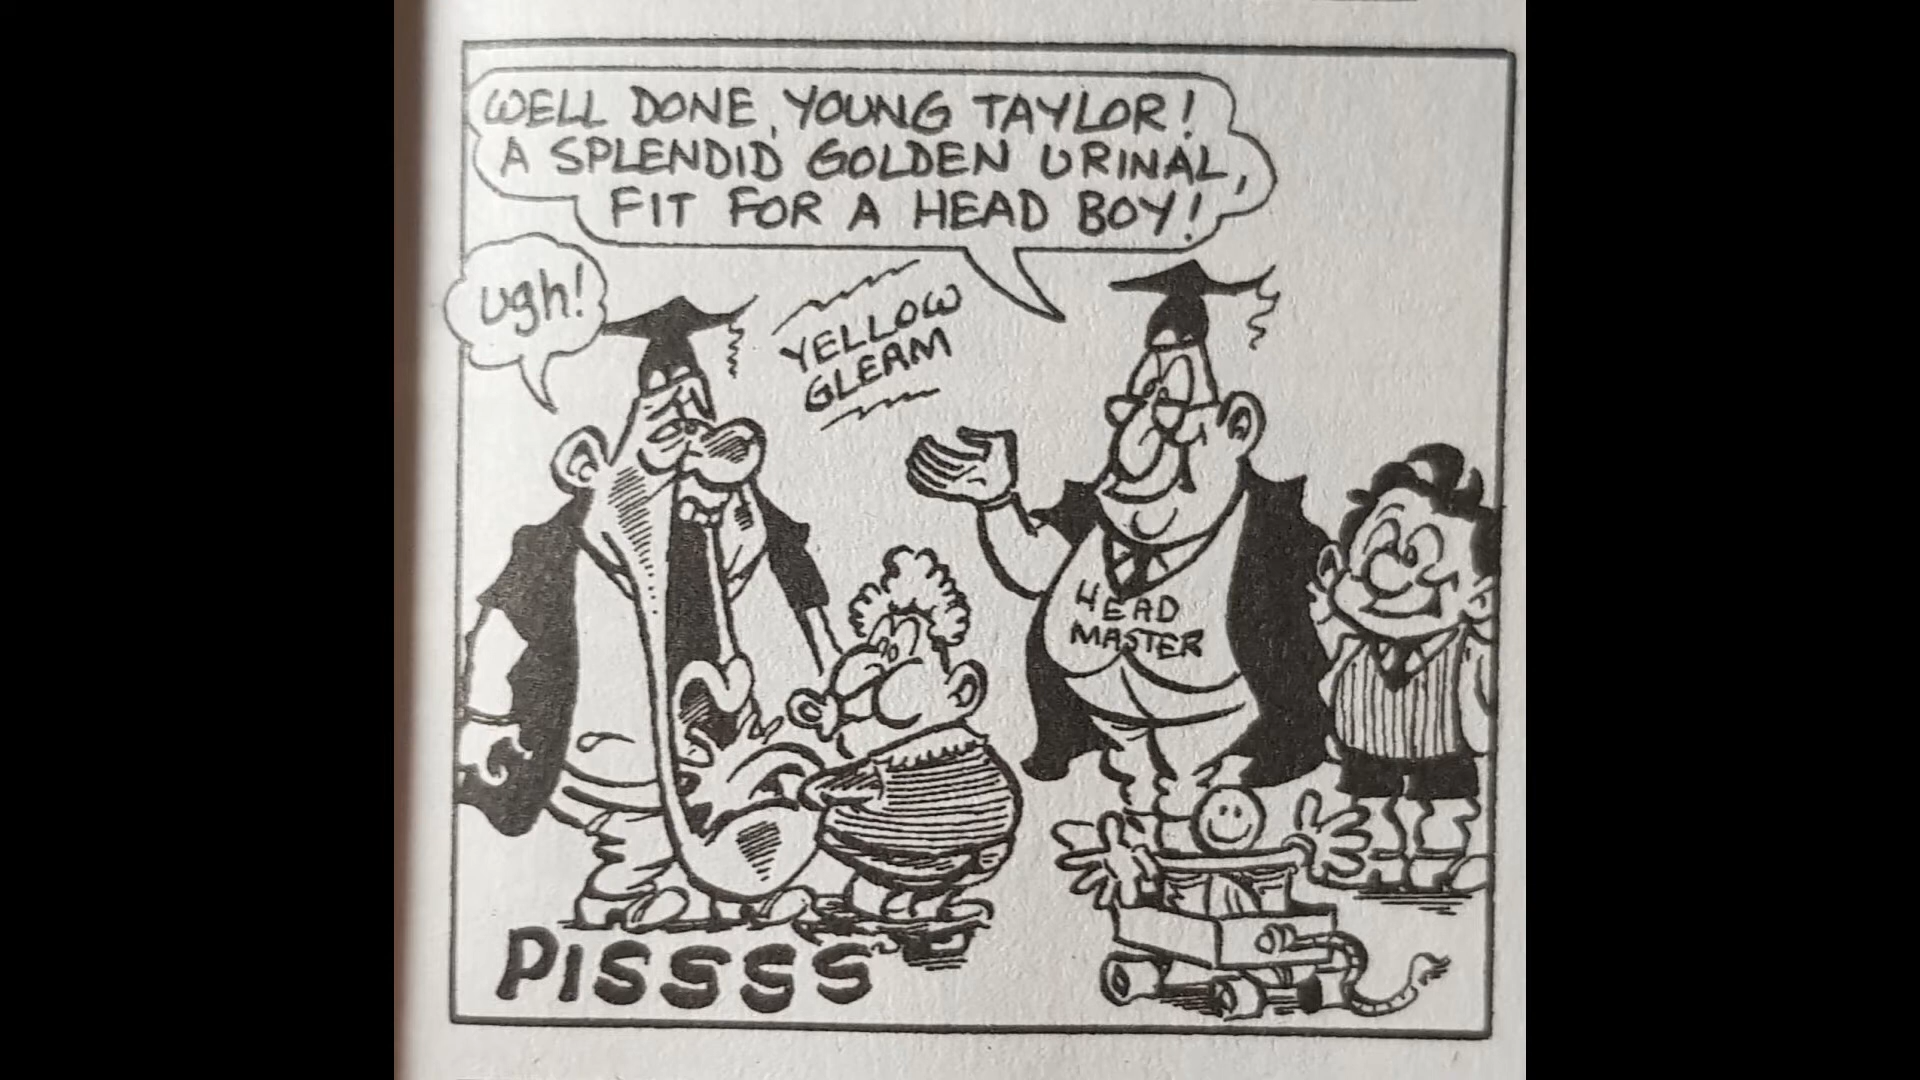 WELL DONE, YOUNG TAYLOR!
A SPLENDID GOLDEN URINAL,
FIT FOR A HEAD BOY!
ugh!
YELLOW
GLEAM
HEAD
MASTER
PISSSS